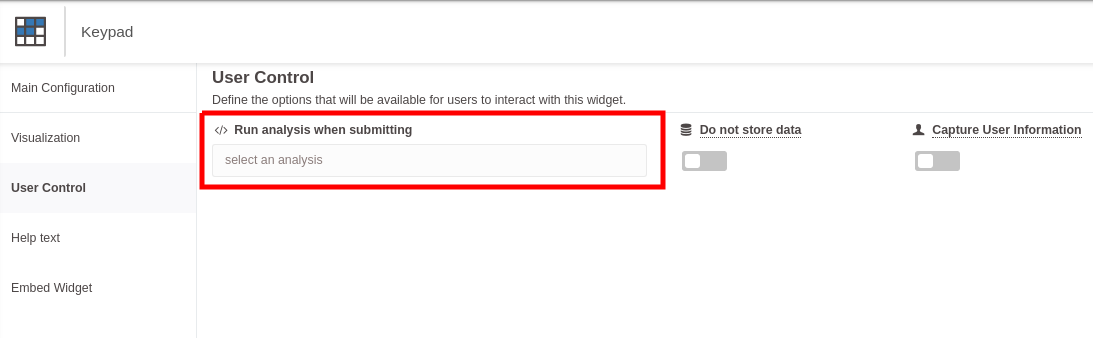 Keypad
Main Configuration
Visualization
User Control
Help text
Embed Widget
User Control
Define the options that will be available for users to interact with this widget.
</> Run analysis when submitting
select an analysis
Do not store data
Capture User Information